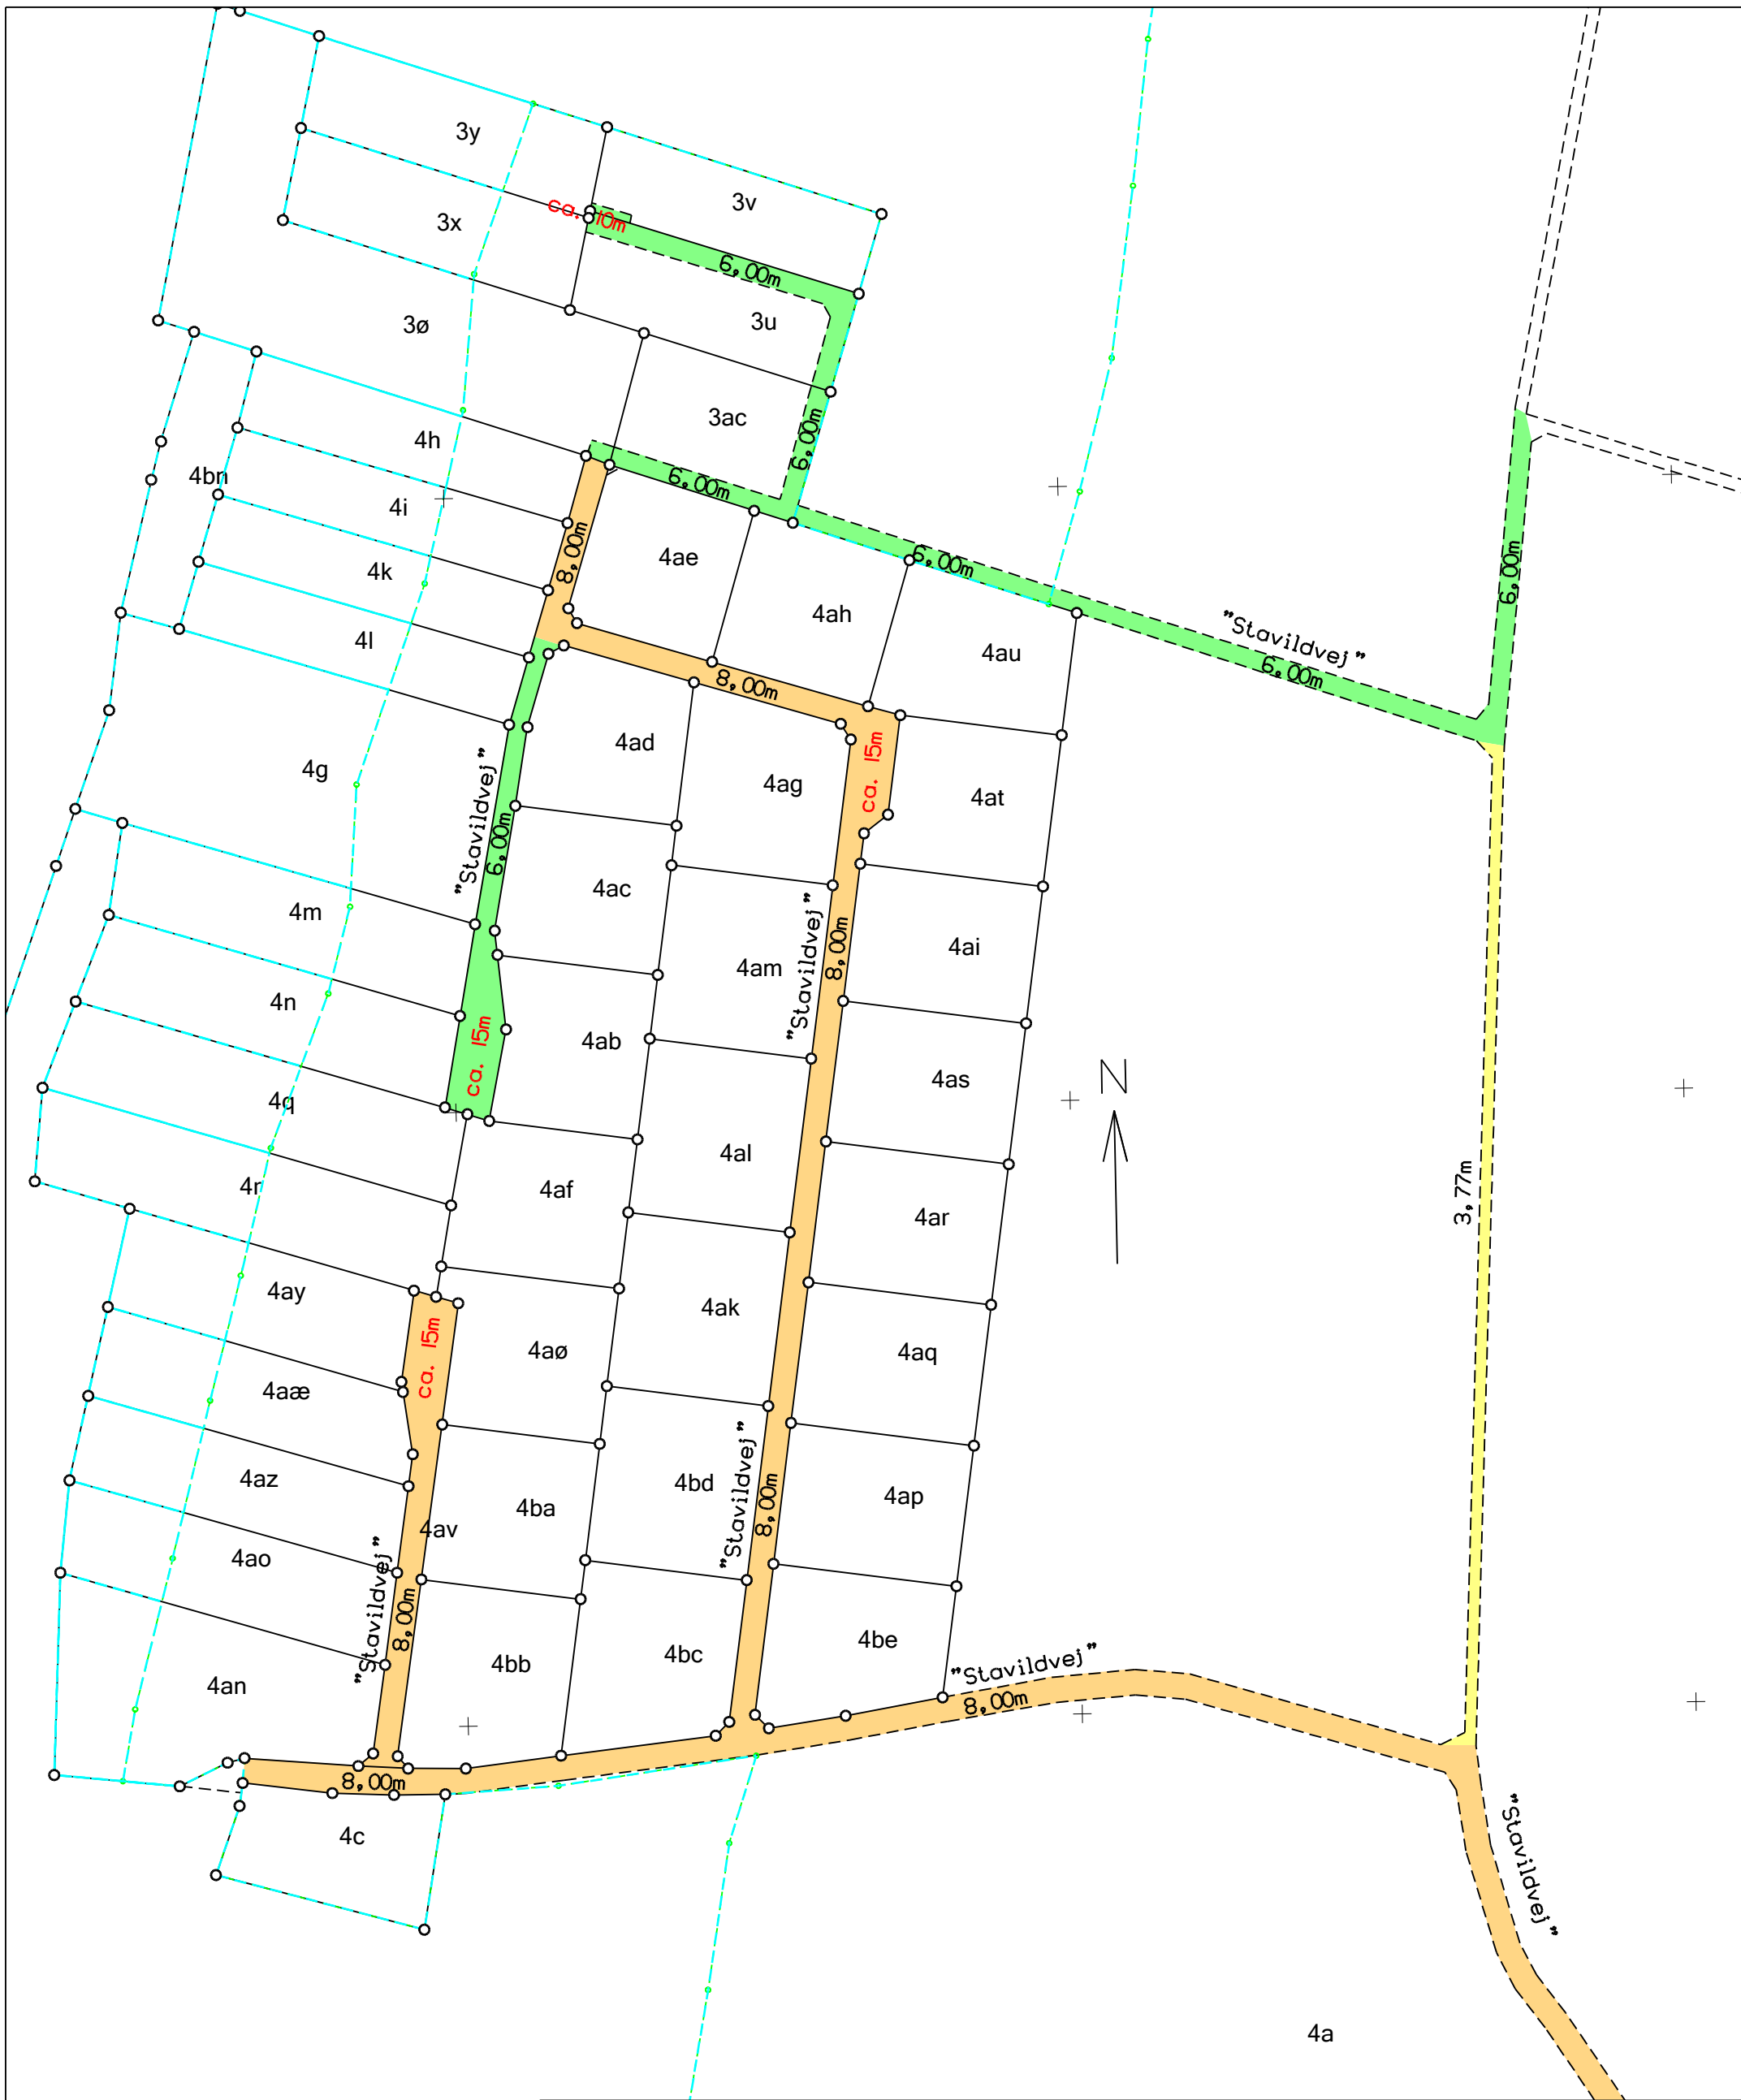 3y
3v
3x
ca. 10m
6,00m
3u
3ø
3ac
6,00m
4h
4bn
6,00m
4i
8,00m
4ae
6,00m
6,00m
4k
4ah
4l
4au
"Stavildvej"
6,00m
8,00m
4ad
4g
4ag
ca. 15m
4at
"Stavildvej"
6,00m
4ac
4m
4am
"Stavildvej"
8,00m
4ai
4n
ca. 15m
4ab
4as
N
4q
4al
4r
4af
4ar
3,77m
4ay
4ak
ca. 15m
4aø
4aq
4aæ
4az
4bd
"Stavildvej"
8,00m
4ap
4ba
4av
4ao
"Stavildvej"
8,00m
4bb
4bc
4be
4an
"Stavildvej"
8,00m
8,00m
4c
"Stavildvej"
4a